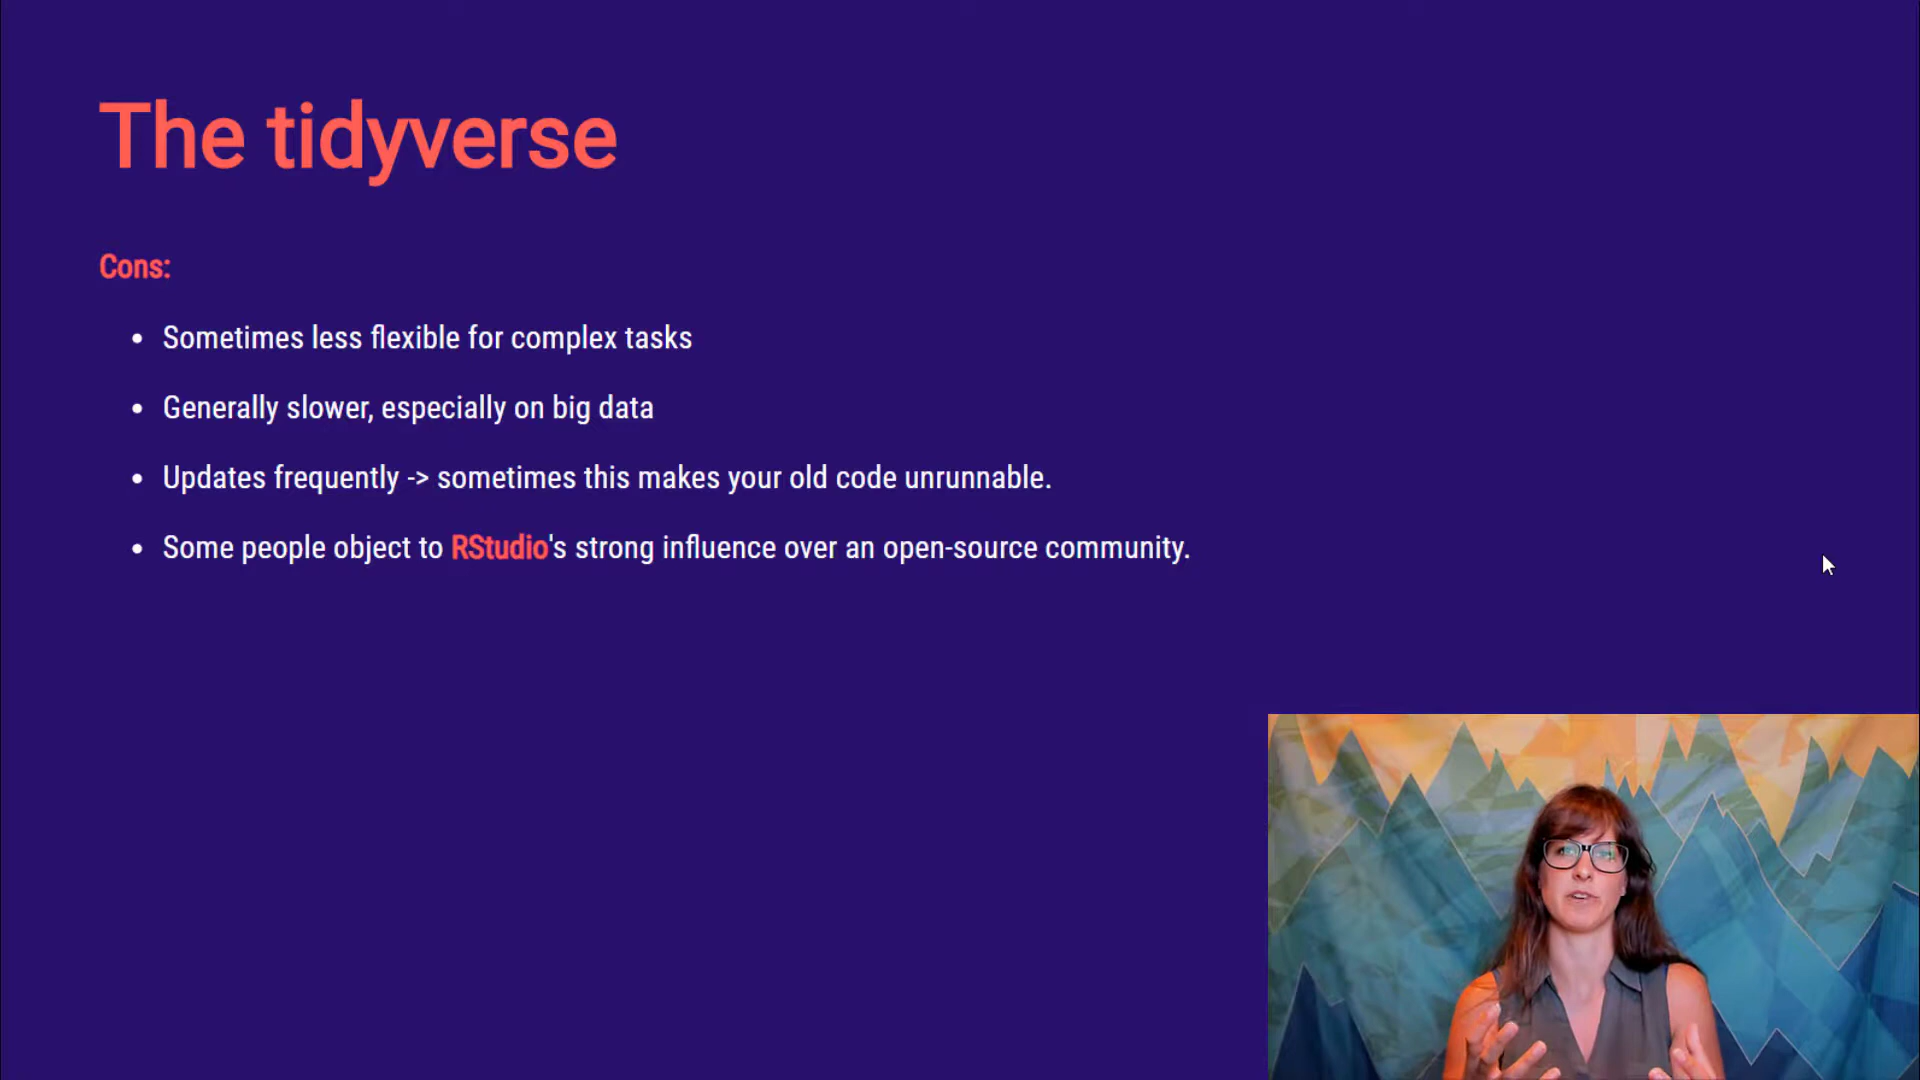 The tidyverse
Cons:
Sometimes less flexible for complex tasks
Generally slower, especially on big data
Updates frequently -> sometimes this makes your old code unrunnable.
Some people object to RStudio's strong influence over an open-source community.